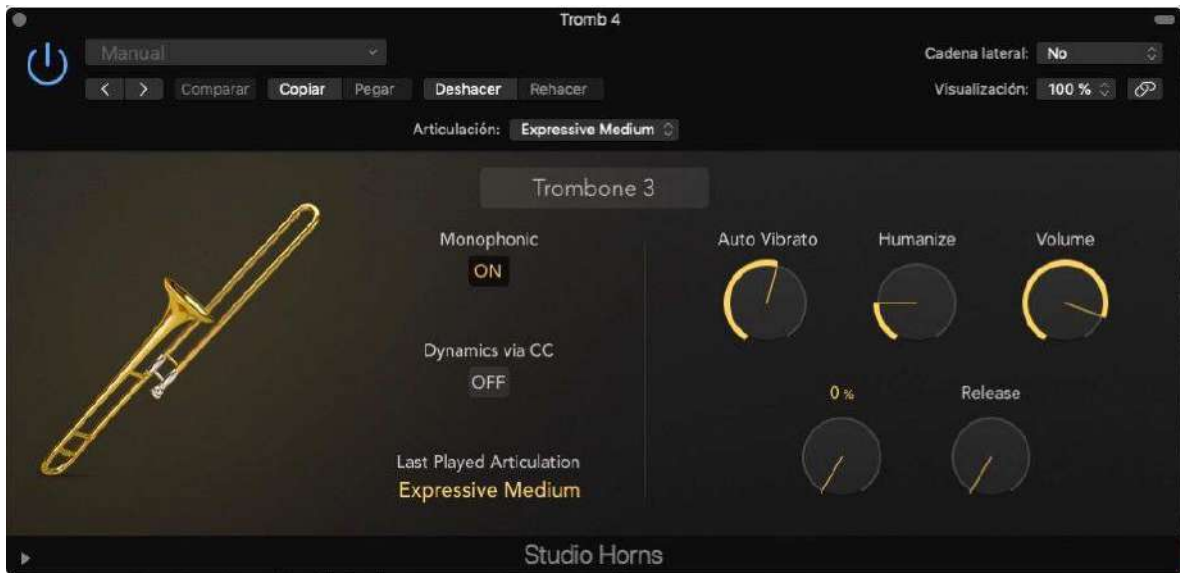 Tromb 4
Manual
Cadena lateral: No
Comparar Copiar Pegar Deshacer Rehacer
Visualización: 100 %
Articulación: Expressive Medium
Trombone 3
Monophonic
ON
Dynamics via CC
OFF
Last Played Articulation
Expressive Medium
Auto Vibrato Humanize Volume
0 % Release
Studio Horns